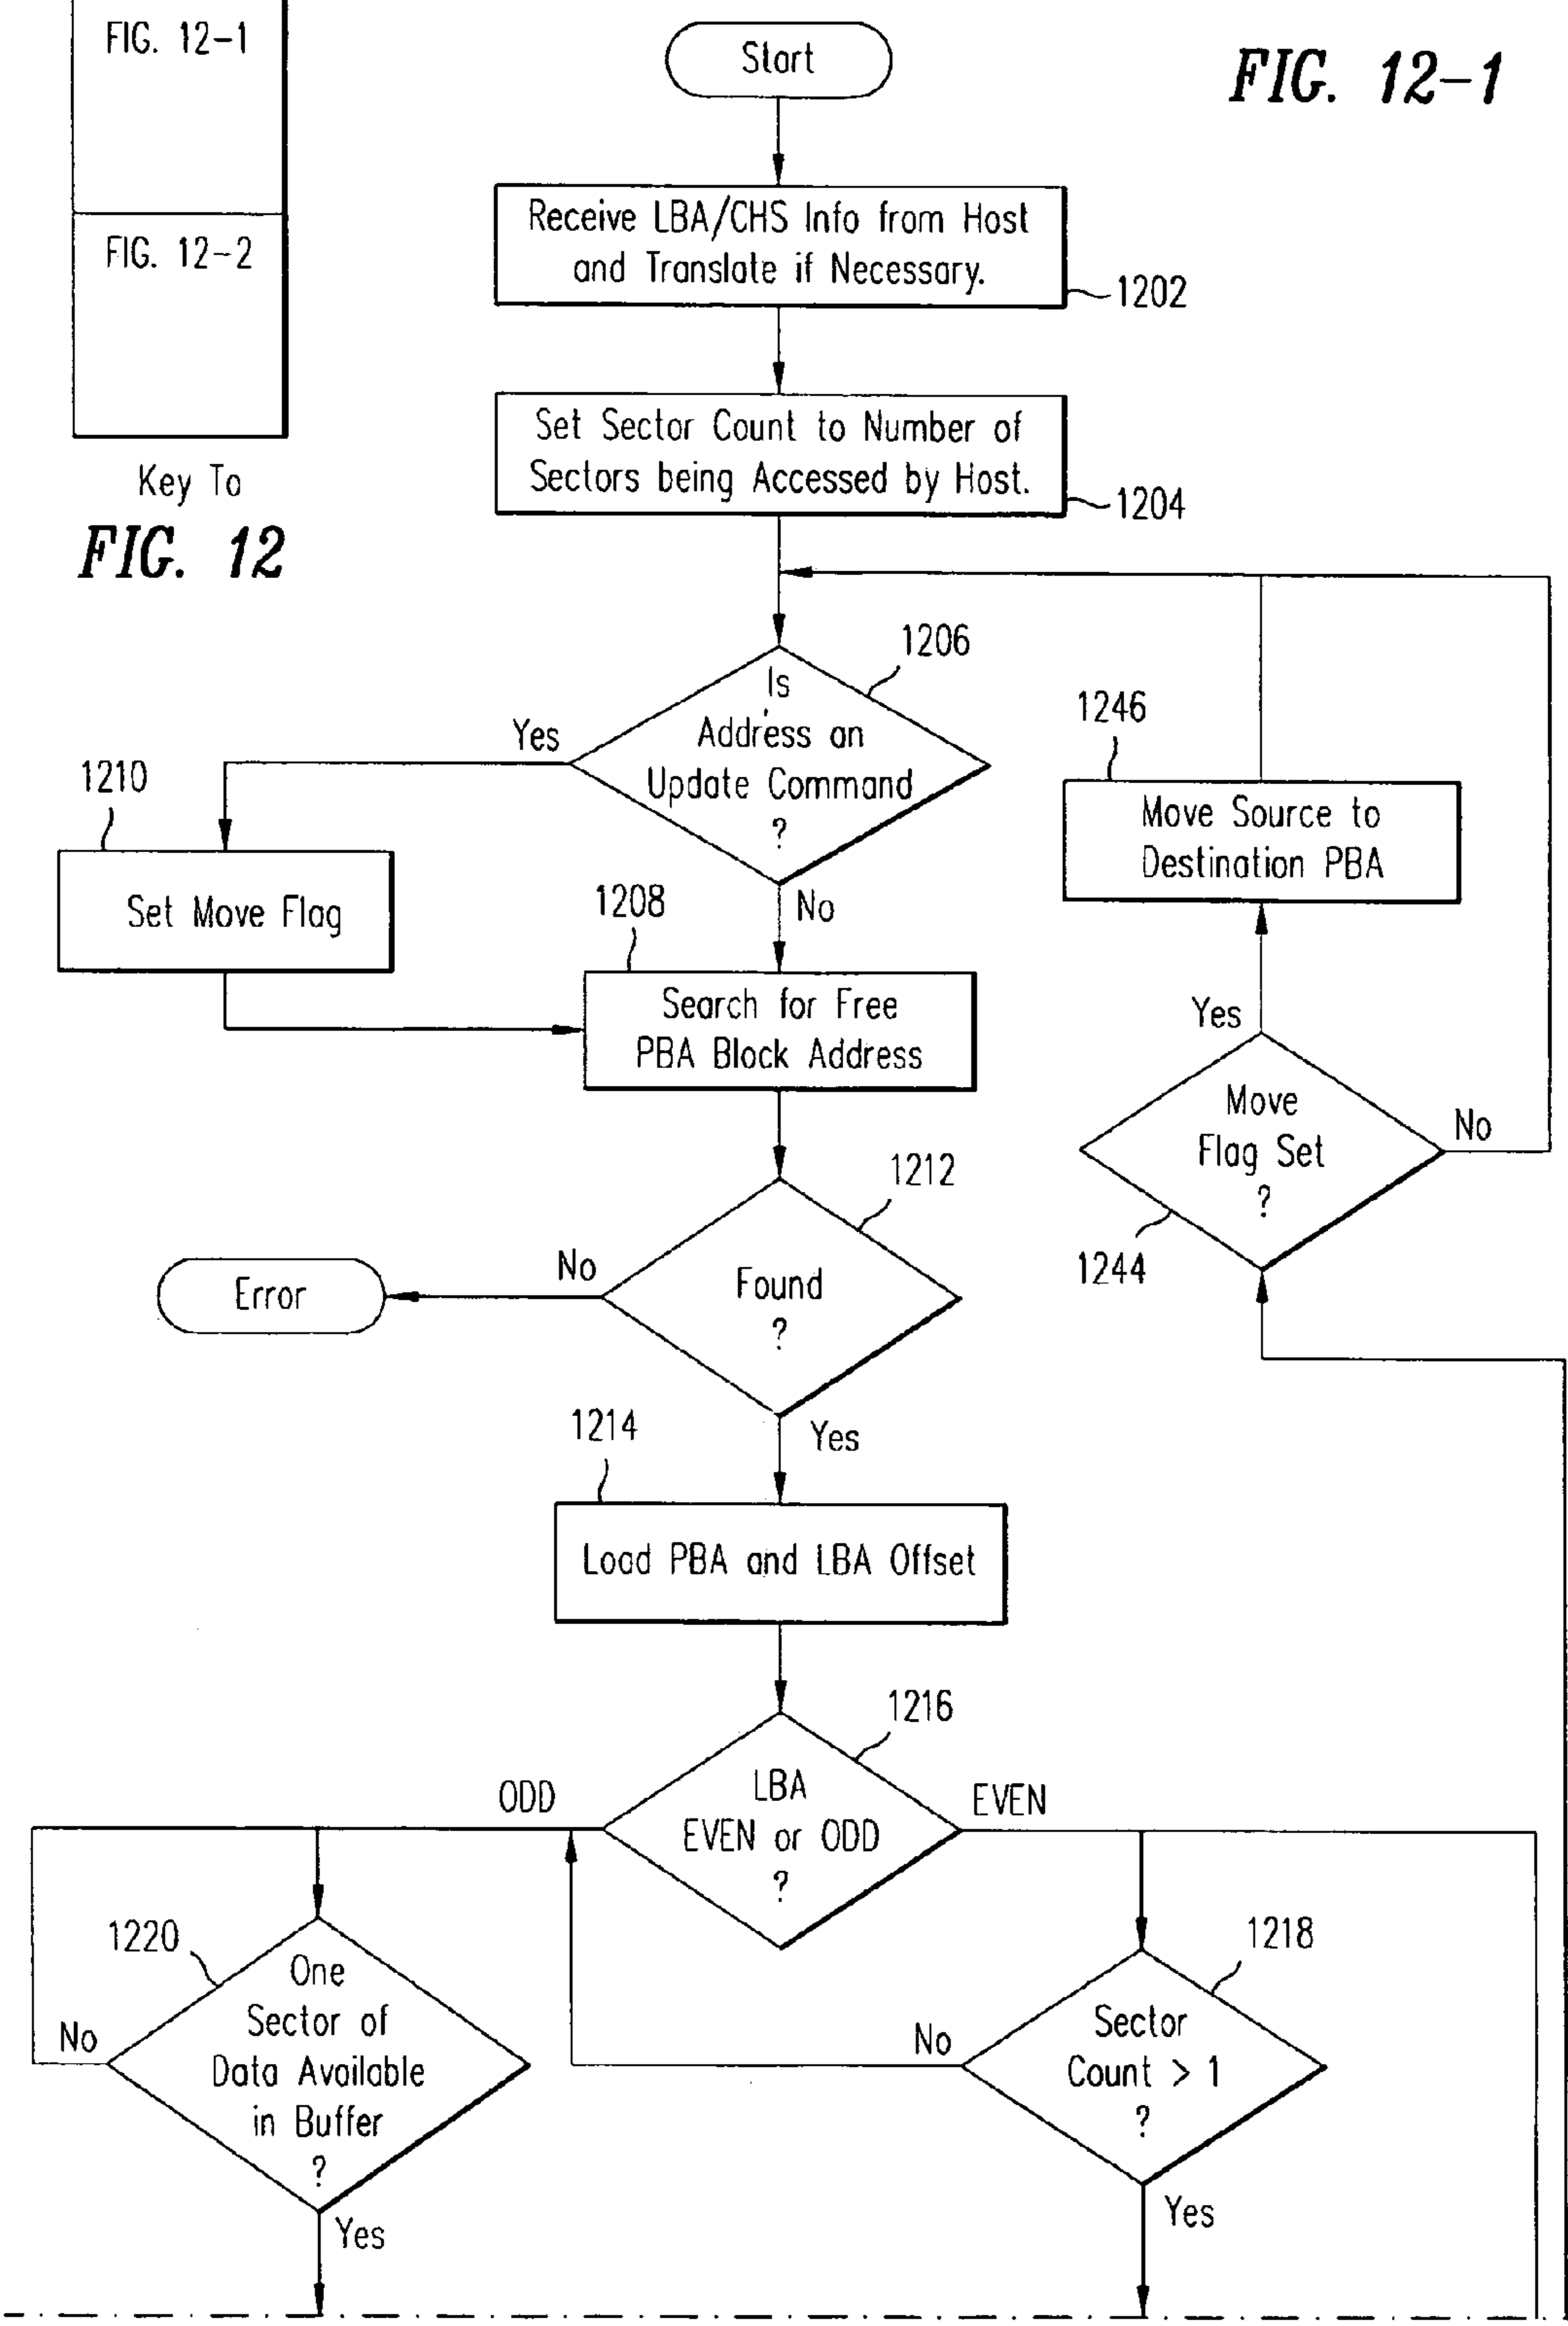 FIG. 12-1
FIG. 12-2
Key To
FIG. 12
FIG. 12-1
Start
Receive LBA/CHS Info from Host
and Translate if Necessary.
1202
Set Sector Count to Number of
Sectors being Accessed by Host.
1204
1206
Is
Address an
Update Command
?
Yes
No
1210
Set Move Flag
1208
Search for Free
PBA Block Address
1246
Move Source to
Destination PBA
Yes
Move
Flag Set
?
No
1244
1212
Found
?
No
Error
Yes
1214
Load PBA and LBA Offset
1216
LBA
EVEN or ODD
?
ODD
EVEN
1220
One
Sector of
Data Available
in Buffer
?
No
Yes
1218
Sector
Count > 1
?
No
Yes